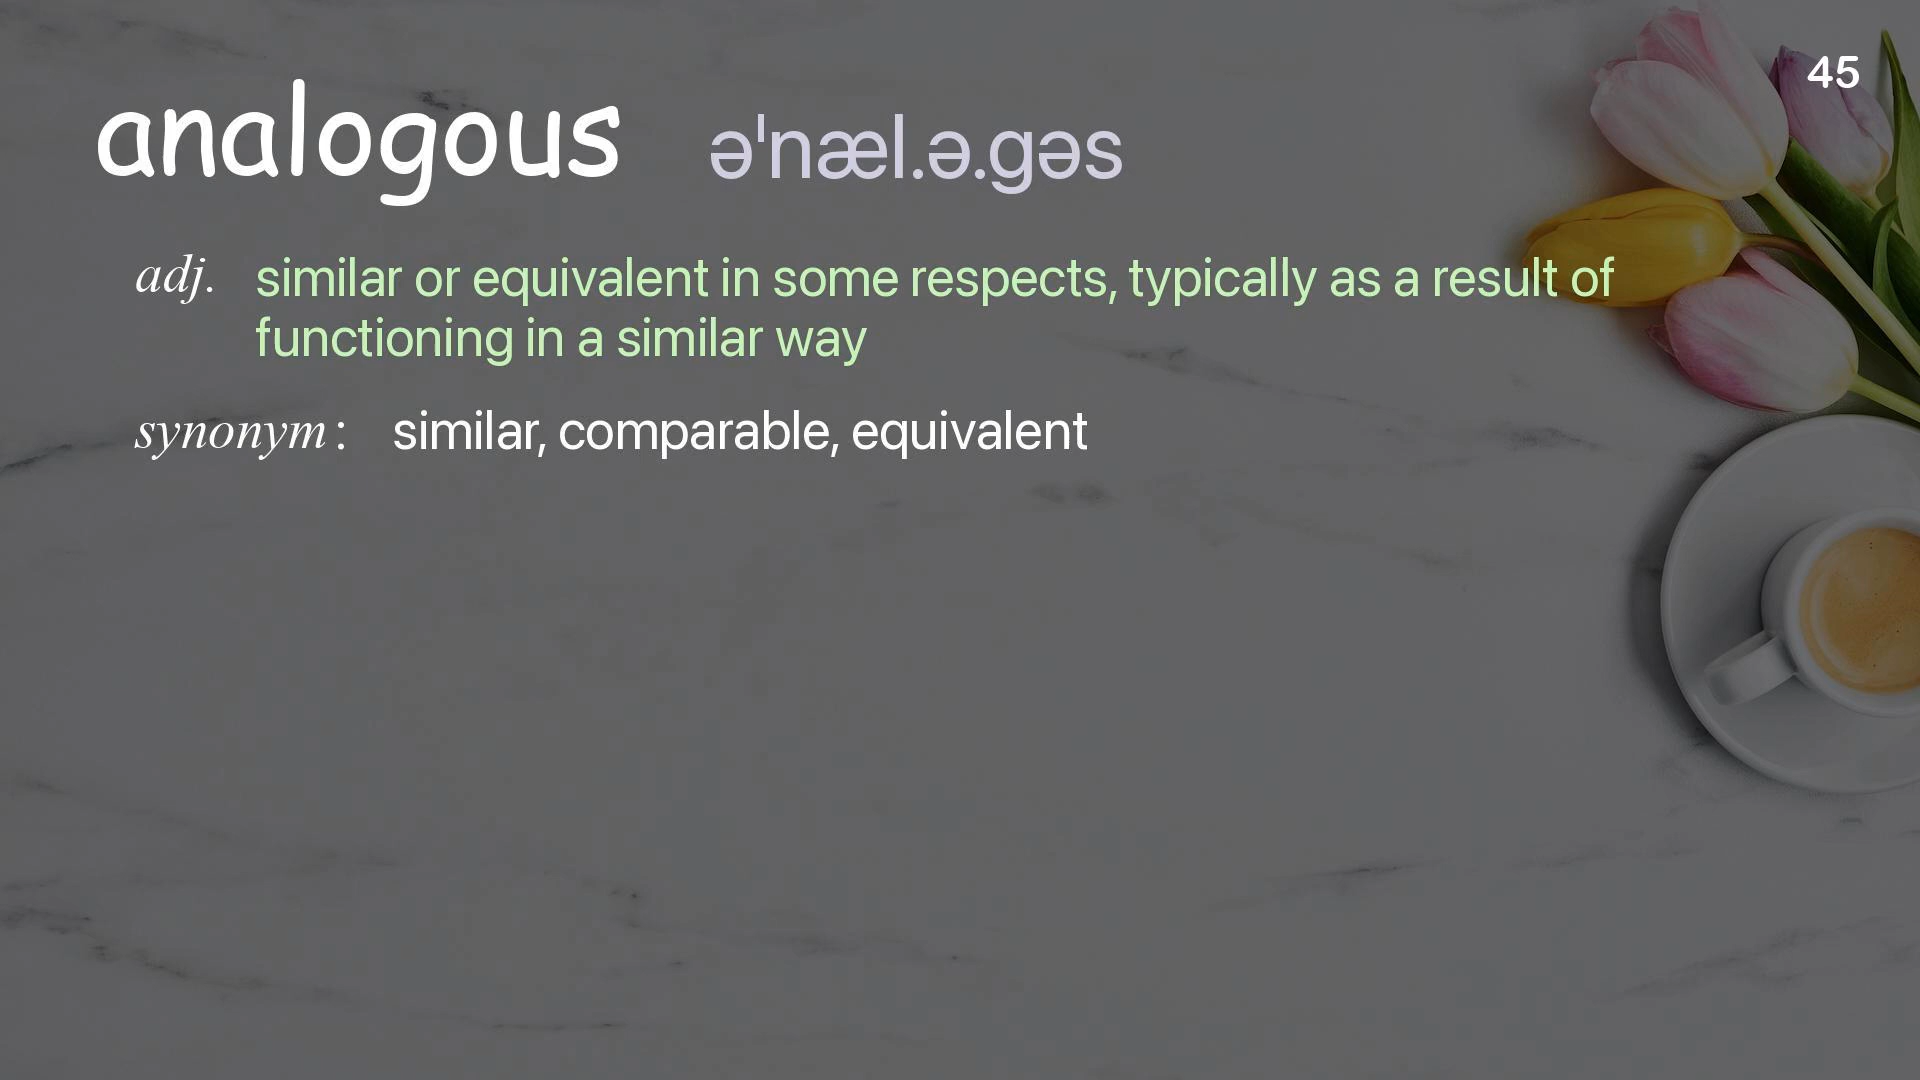 45
analogous əˈnæl.ə.gəs
adj. similar or equivalent in some respects, typically as a result of
functioning in a similar way
synonym: similar, comparable, equivalent